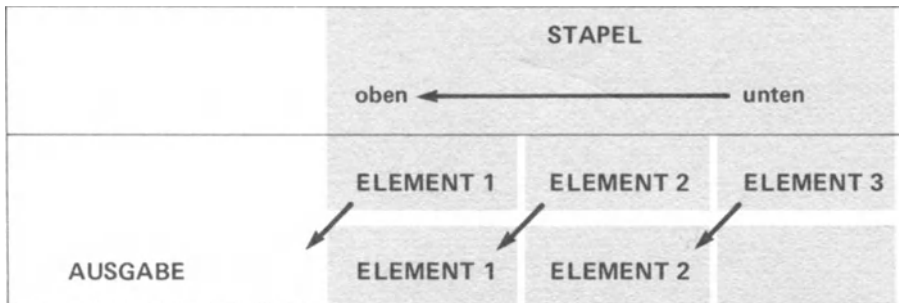 STAPEL
oben unten
ELEMENT 1 ELEMENT 2 ELEMENT 3
AUSGABE ELEMENT 1 ELEMENT 2